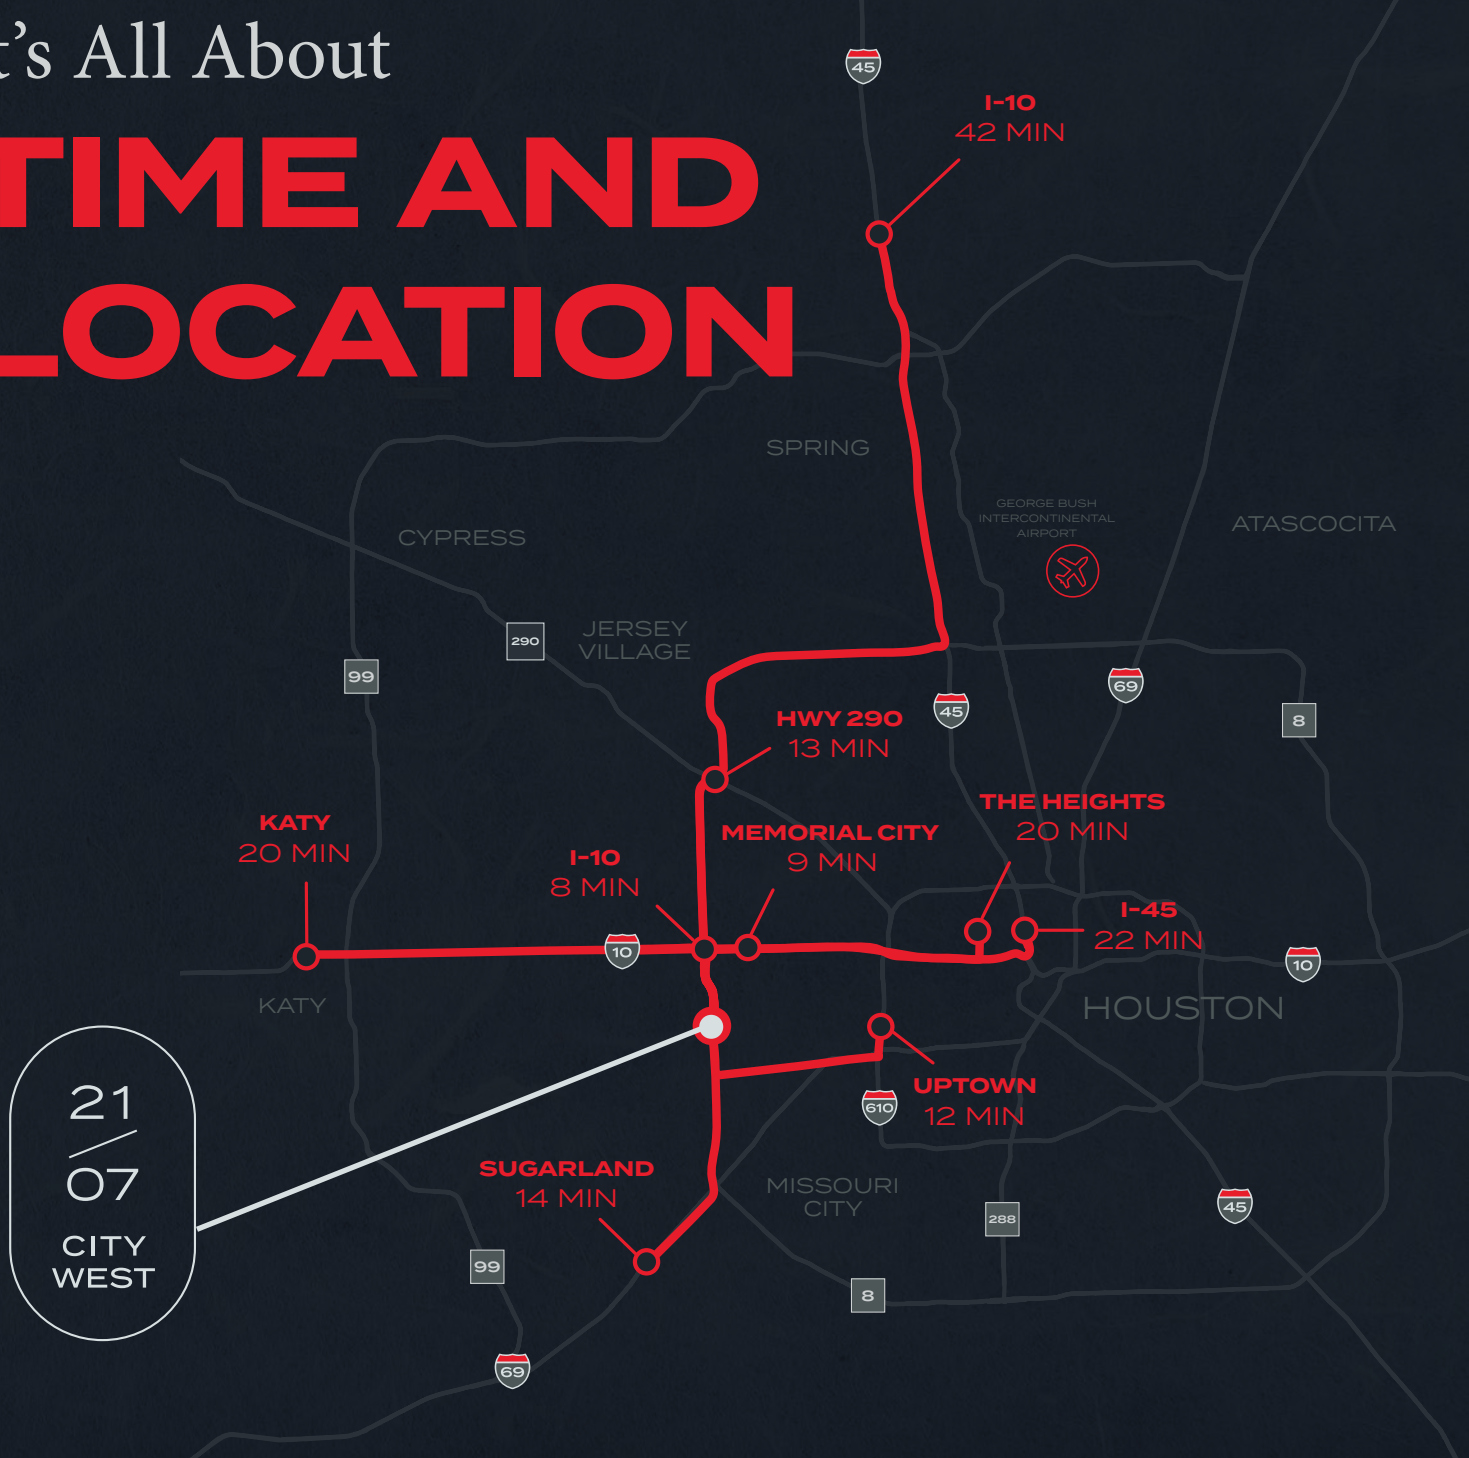 t’s All About
TIME AND
LOCATION
45
I-10
42 MIN
SPRING
GEORGE BUSH
INTERCONTINENTAL
AIRPORT
ATASCOCITA
CYPRESS
290
JERSEY
VILLAGE
99
45
69
8
HWY 290
13 MIN
THE HEIGHTS
20 MIN
KATY
20 MIN
MEMORIAL CITY
9 MIN
I-10
8 MIN
I-45
22 MIN
10
10
KATY
HOUSTON
21
07
CITY
WEST
UPTOWN
12 MIN
610
SUGARLAND
14 MIN
MISSOURI
CITY
288
45
99
8
69